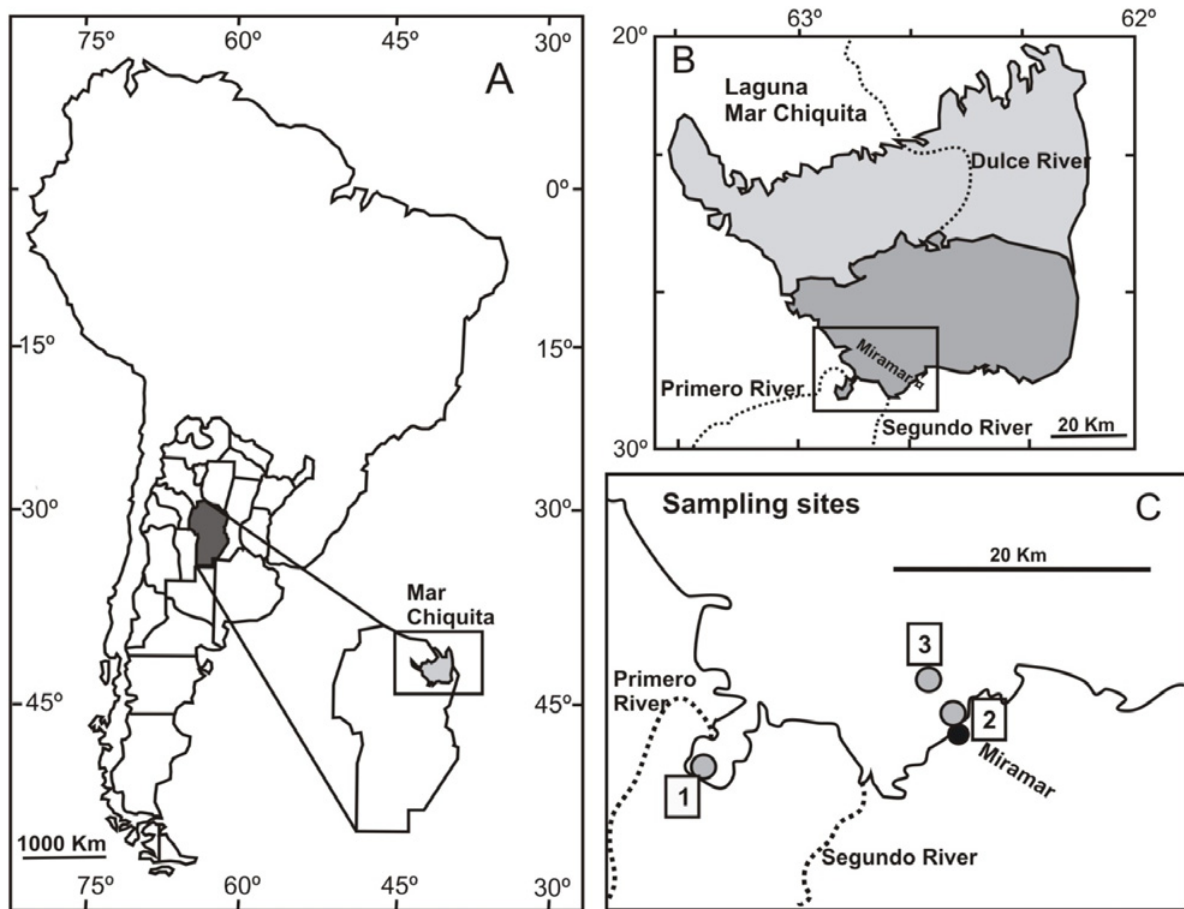 75º 60º 45º 30º
A
0º
15º 15º
30º 30º
Mar
Chiquita
45º 45º
1000 Km
75º 60º 45º 30º
63º 62º
20º
B
Laguna
Mar Chiquita
Dulce River
Miramar
Primero River
Segundo River
20 Km
30º
Sampling sites
C
20 Km
3
Primero
River
2
Miramar
1
Segundo River